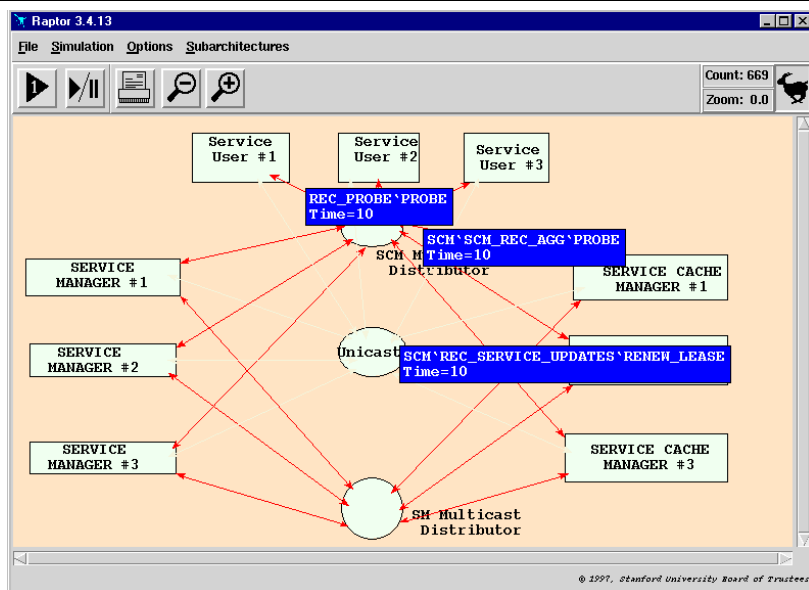 Raptor 3.4.13
File Simulation Options Subarchitectures
1
Count: 669
Zoom: 0.0
Service
User #1
Service
User #2
Service
User #3
REC_PROBE`PROBE
Time=10
SCM`SCM_REC_AGG`PROBE
Time=10
SCM M
Distributor
SERVICE
MANAGER #1
SERVICE CACHE
MANAGER #1
Unicast
SERVICE
MANAGER #2
SCM`REC_SERVICE_UPDATES`RENEW_LEASE
Time=10
SERVICE
MANAGER #3
SERVICE CACHE
MANAGER #3
SM Multicast
Distributor
© 1997, Stanford University Board of Trustees